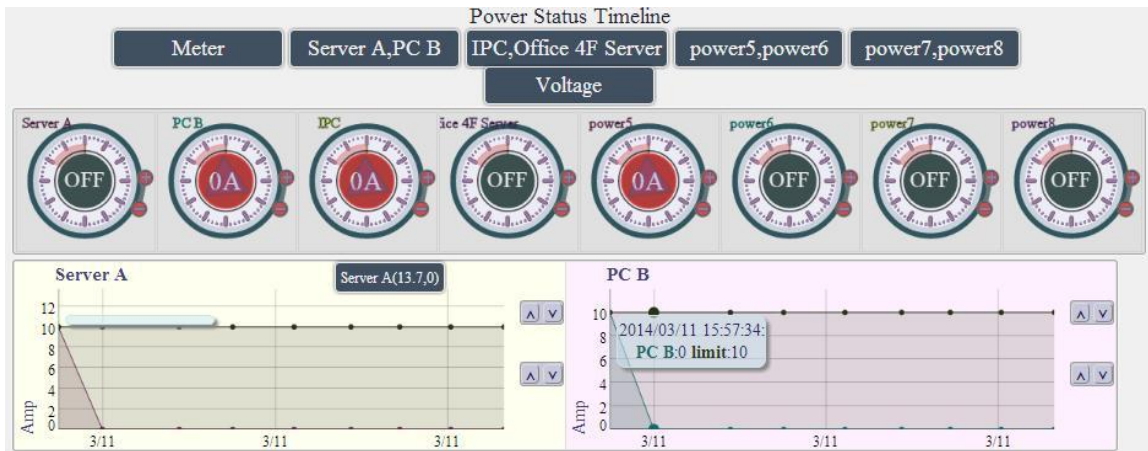 Power Status Timeline
Meter Server A,PC B IPC,Office 4F Server power5,power6 power7,power8
Voltage
Server A PC B IPC ice 4F Server power5 power6 power7 power8
OFF 0A 0A OFF 0A OFF OFF OFF
Server A Server A(13.7,0)
12
10
8
6
4
2
0
Amp
3/11 3/11 3/11
PC B
10
8
6
4
2
0
Amp
2014/03/11 15:57:34:
PC B:0 limit:10
3/11 3/11 3/11